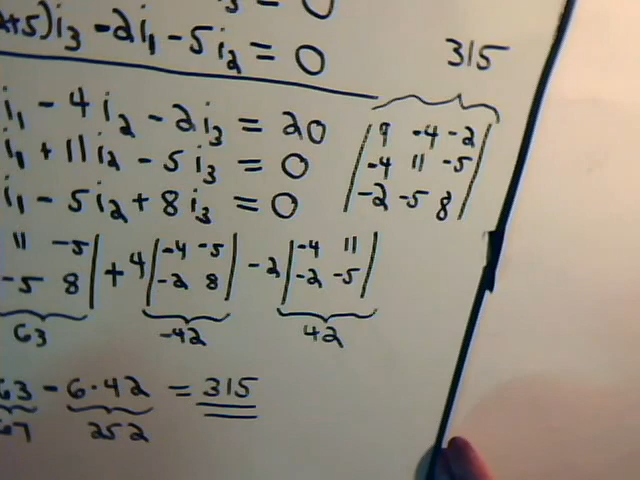 +5)i₃ - 2i₁ - 5i₂ = 0
315
i₁ - 4i₂ - 2i₃ = 20
i₁ + 11i₂ - 5i₃ = 0
i₁ - 5i₂ + 8i₃ = 0
| 9 -4 -2 |
| -4 11 -5 |
| -2 -5 8 |
11 -5 | + 4 | -4 -5 | - 2 | -4 11 |
-5 8 | | -2 8 | | -2 -5 |
63 -42 42
63 - 6·42 = 315
67 252